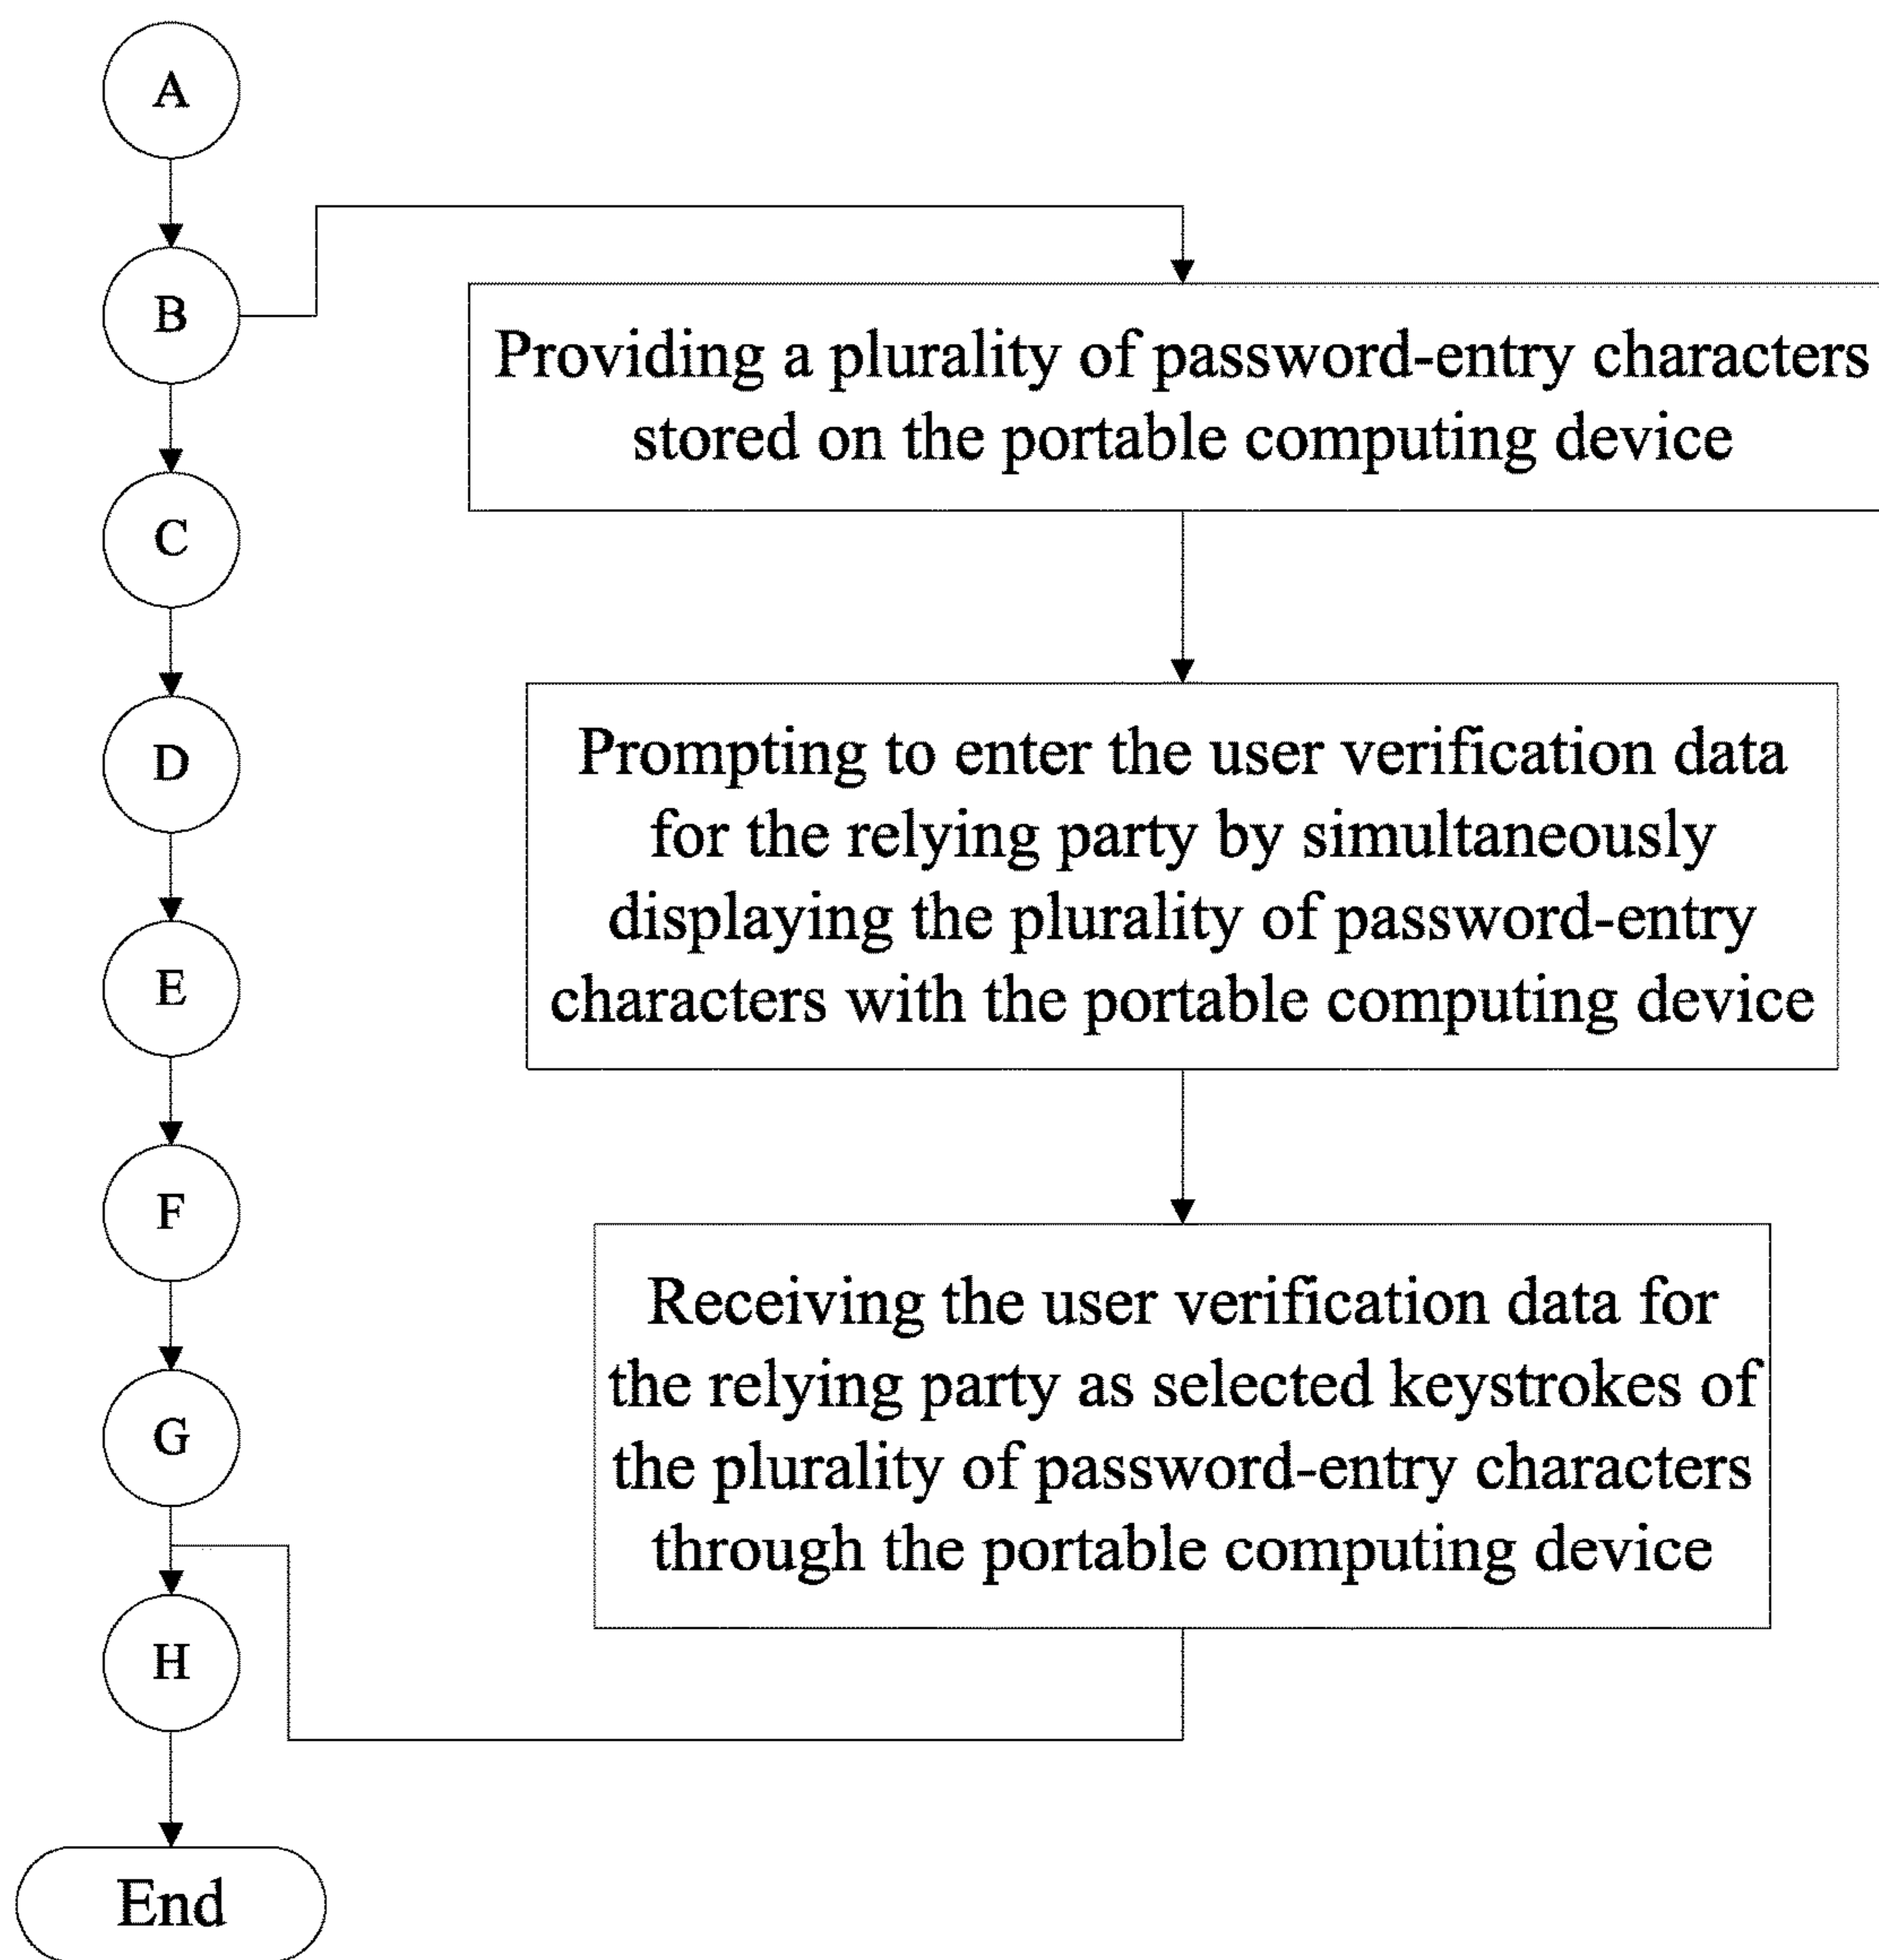 A
B
Providing a plurality of password-entry characters
stored on the portable computing device
C
D
Prompting to enter the user verification data
for the relying party by simultaneously
displaying the plurality of password-entry
characters with the portable computing device
E
F
Receiving the user verification data for
the relying party as selected keystrokes of
the plurality of password-entry characters
through the portable computing device
G
H
End